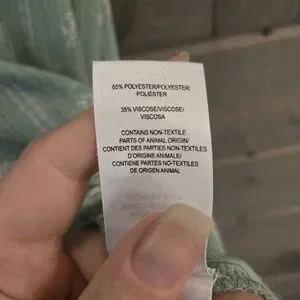 65% POLYESTER/POLYESTER/
POLIÉSTER
35% VISCOSE/VISCOSE/
VISCOSA
CONTAINS NON-TEXTILE
PARTS OF ANIMAL ORIGIN/
CONTIENT DES PARTIES NON-TEXTILES
D'ORIGINE ANIMALE/
CONTIENE PARTES NO-TEXTILES
DE ORIGEN ANIMAL